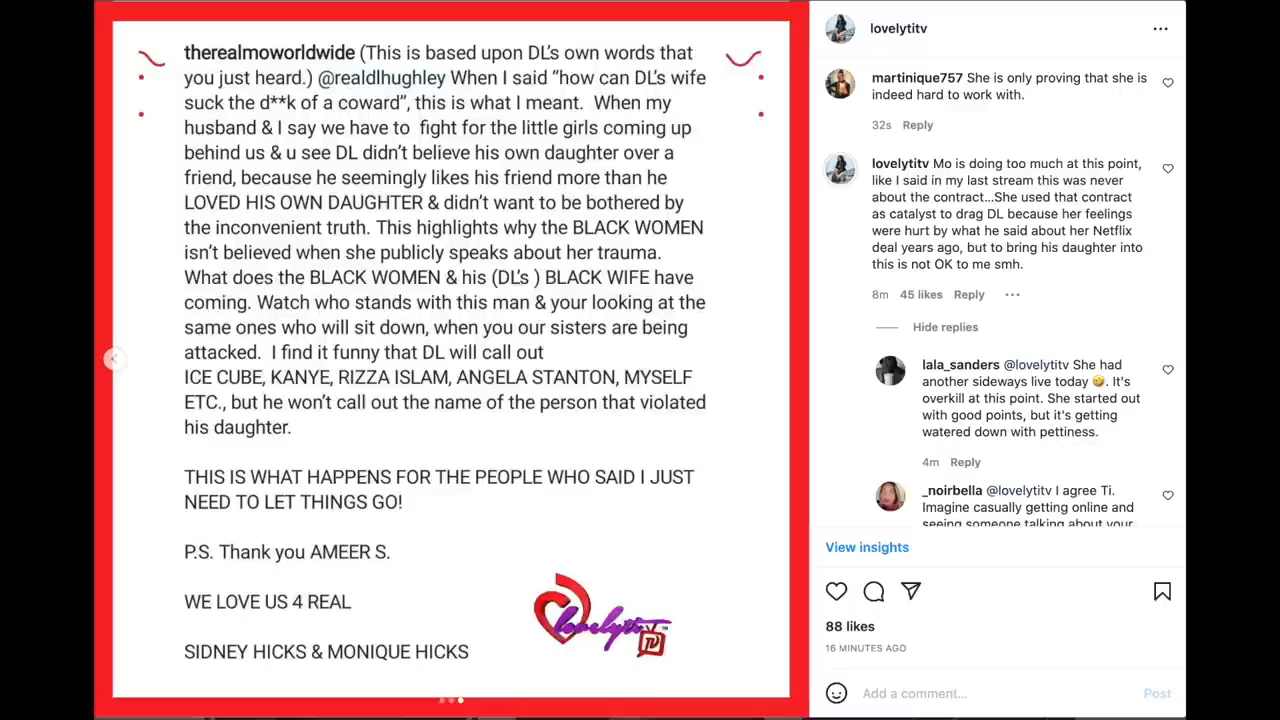 therealmoworldwide (This is based upon DL's own words that
you just heard.) @realdlhughley When I said “how can DL's wife
suck the d**k of a coward”, this is what I meant.  When my
husband & I say we have to  fight for the little girls coming up
behind us & u see DL didn't believe his own daughter over a
friend, because he seemingly likes his friend more than he
LOVED HIS OWN DAUGHTER & didn't want to be bothered by
the inconvenient truth. This highlights why the BLACK WOMEN
isn't believed when she publicly speaks about her trauma.
What does the BLACK WOMEN & his (DL's ) BLACK WIFE have
coming. Watch who stands with this man & your looking at the
same ones who will sit down, when you our sisters are being
attacked.  I find it funny that DL will call out
ICE CUBE, KANYE, RIZZA ISLAM, ANGELA STANTON, MYSELF
ETC., but he won't call out the name of the person that violated
his daughter.
THIS IS WHAT HAPPENS FOR THE PEOPLE WHO SAID I JUST
NEED TO LET THINGS GO!
P.S. Thank you AMEER S.
WE LOVE US 4 REAL
SIDNEY HICKS & MONIQUE HICKS
lovelytitv
TV
lovelytitv
martinique757 She is only proving that she is
indeed hard to work with.
32s Reply
lovelytitv Mo is doing too much at this point,
like I said in my last stream this was never
about the contract...She used that contract
as catalyst to drag DL because her feelings
were hurt by what he said about her Netflix
deal years ago, but to bring his daughter into
this is not OK to me smh.
8m 45 likes Reply
Hide replies
lala_sanders @lovelytitv She had
another sideways live today 🤣. It's
overkill at this point. She started out
with good points, but it's getting
watered down with pettiness.
4m Reply
_noirbella @lovelytitv I agree Ti.
Imagine casually getting online and
seeing someone talking about your
View insights
88 likes
16 MINUTES AGO
Add a comment... Post